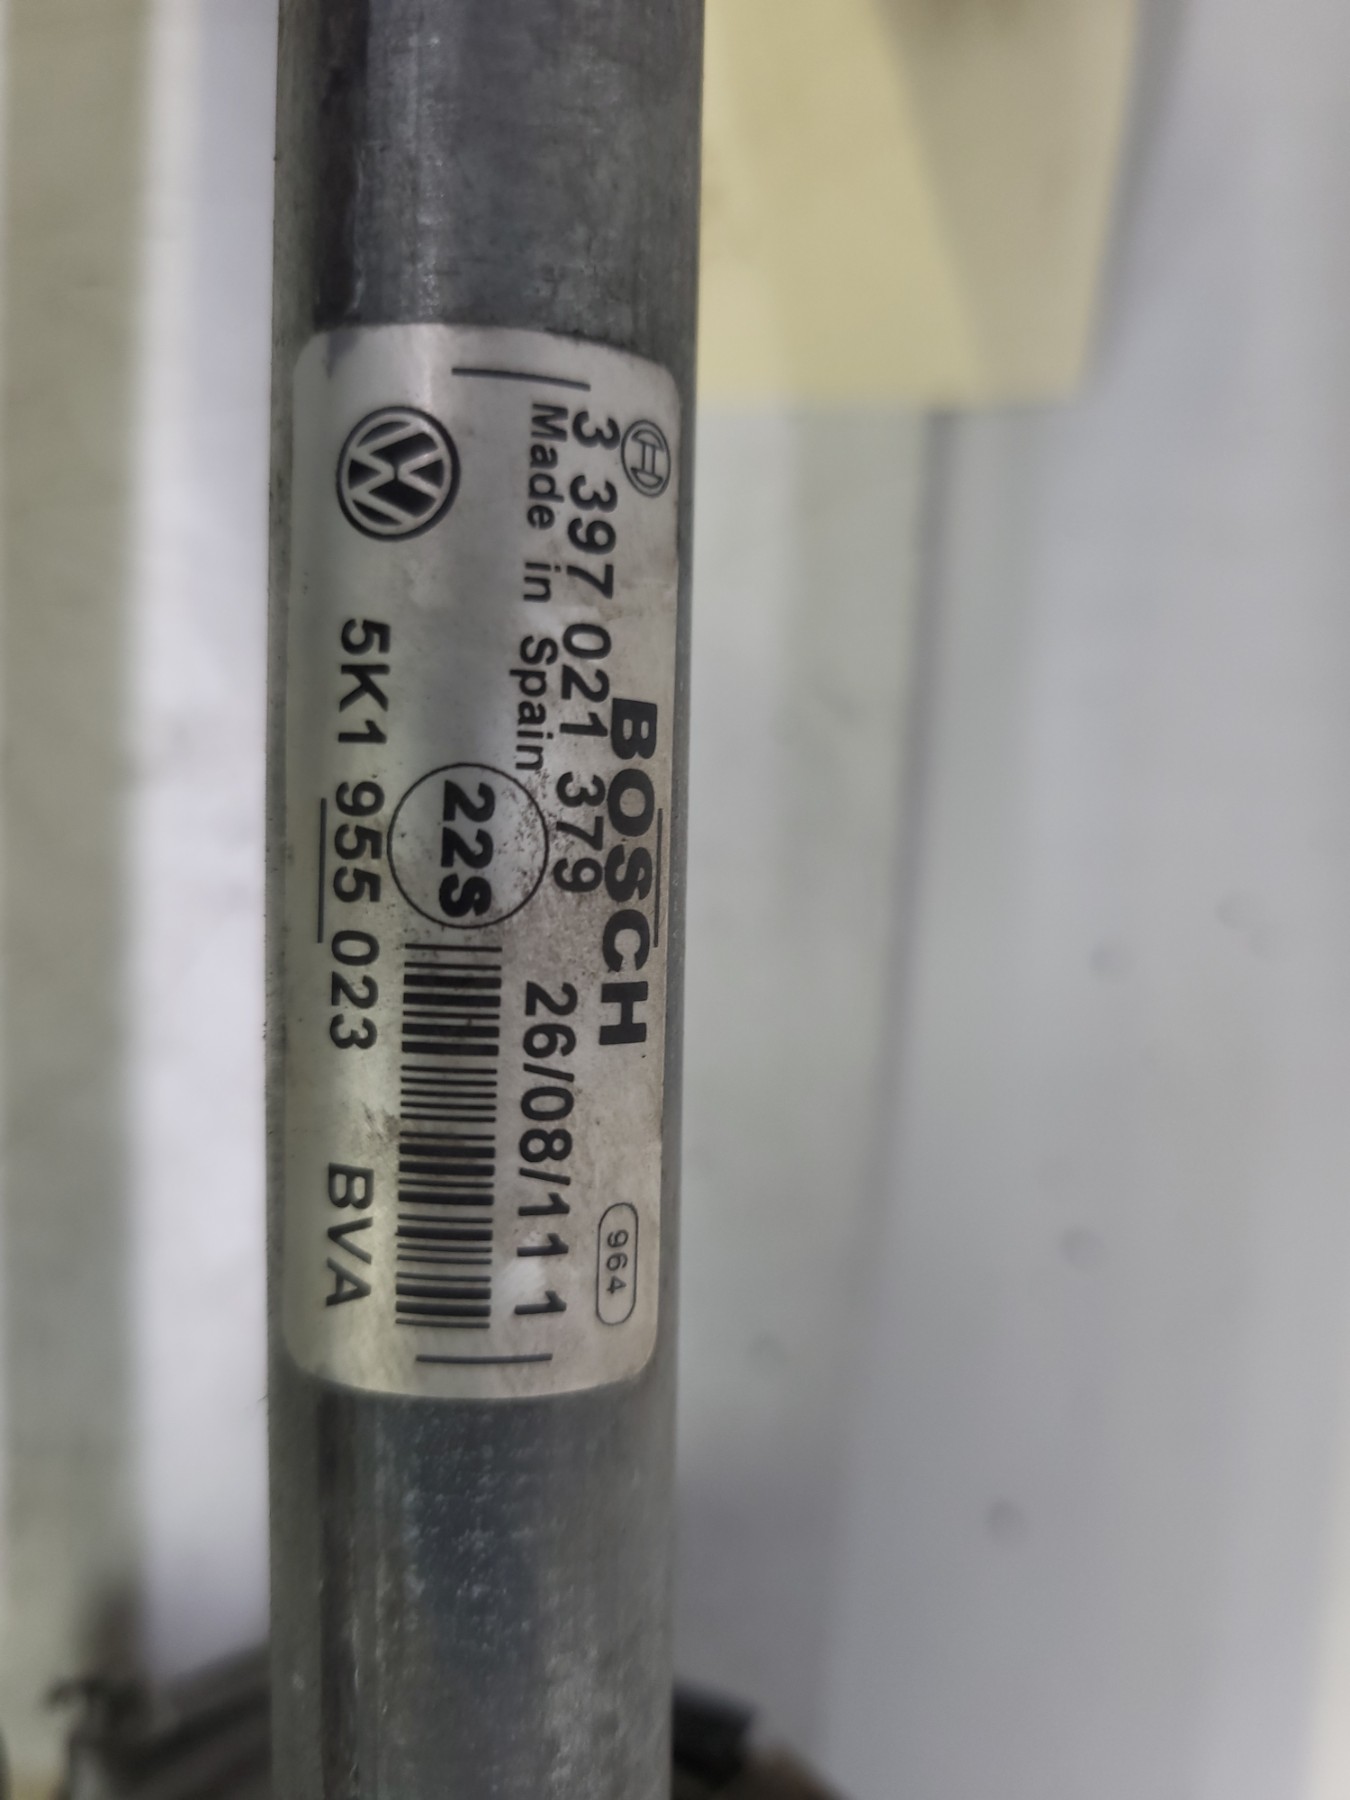 BOSCH
964
3 397 021 379
26/08/11 1
Made in Spain
22S
5K1 955 023 BVA